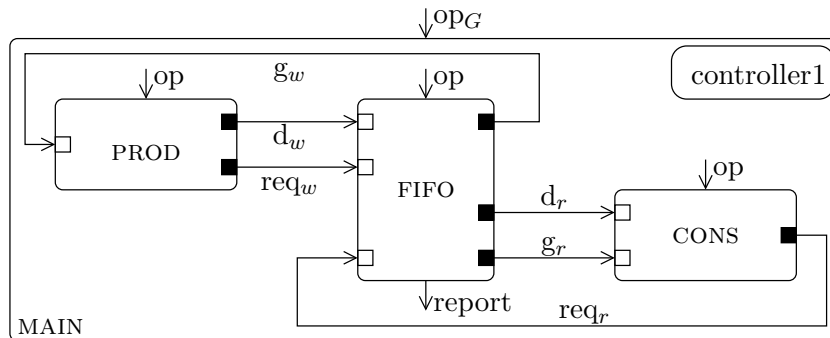 op_G
g_w
controller1
op
op
d_w
PROD
req_w
FIFO
op
d_r
CONS
g_r
report
req_r
MAIN